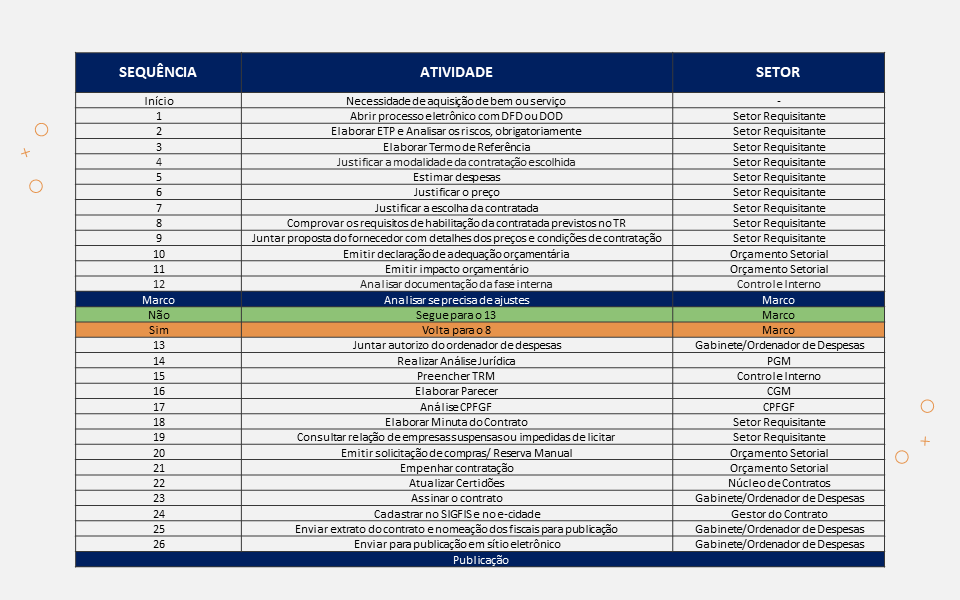 SEQUÊNCIA ATIVIDADE SETOR
Início Necessidade de aquisição de bem ou serviço -
1 Abrir processo eletrônico com DFD ou DOD Setor Requisitante
2 Elaborar ETP e Analisar os riscos, obrigatoriamente Setor Requisitante
3 Elaborar Termo de Referência Setor Requisitante
4 Justificar a modalidade da contratação escolhida Setor Requisitante
5 Estimar despesas Setor Requisitante
6 Justificar o preço Setor Requisitante
7 Justificar a escolha da contratada Setor Requisitante
8 Comprovar os requisitos de habilitação da contratada previstos no TR Setor Requisitante
9 Juntar proposta do fornecedor com detalhes dos preços e condições de contratação Setor Requisitante
10 Emitir declaração de adequação orçamentária Orçamento Setorial
11 Emitir impacto orçamentário Orçamento Setorial
12 Analisar documentação da fase interna Controle Interno
Marco Analisar se precisa de ajustes Marco
Não Segue para o 13 Marco
Sim Volta para o 8 Marco
13 Juntar autorizo do ordenador de despesas Gabinete/Ordenador de Despesas
14 Realizar Análise Jurídica PGM
15 Preencher TRM Controle Interno
16 Elaborar Parecer CGM
17 Análise CPFGF CPFGF
18 Elaborar Minuta do Contrato Setor Requisitante
19 Consultar relação de empresas suspensas ou impedidas de licitar Setor Requisitante
20 Emitir solicitação de compras/ Reserva Manual Orçamento Setorial
21 Empenhar contratação Orçamento Setorial
22 Atualizar Certidões Núcleo de Contratos
23 Assinar o contrato Gabinete/Ordenador de Despesas
24 Cadastrar no SIGFIS e no e-cidade Gestor do Contrato
25 Enviar extrato do contrato e nomeação dos fiscais para publicação Gabinete/Ordenador de Despesas
26 Enviar para publicação em sítio eletrônico Gabinete/Ordenador de Despesas
Publicação